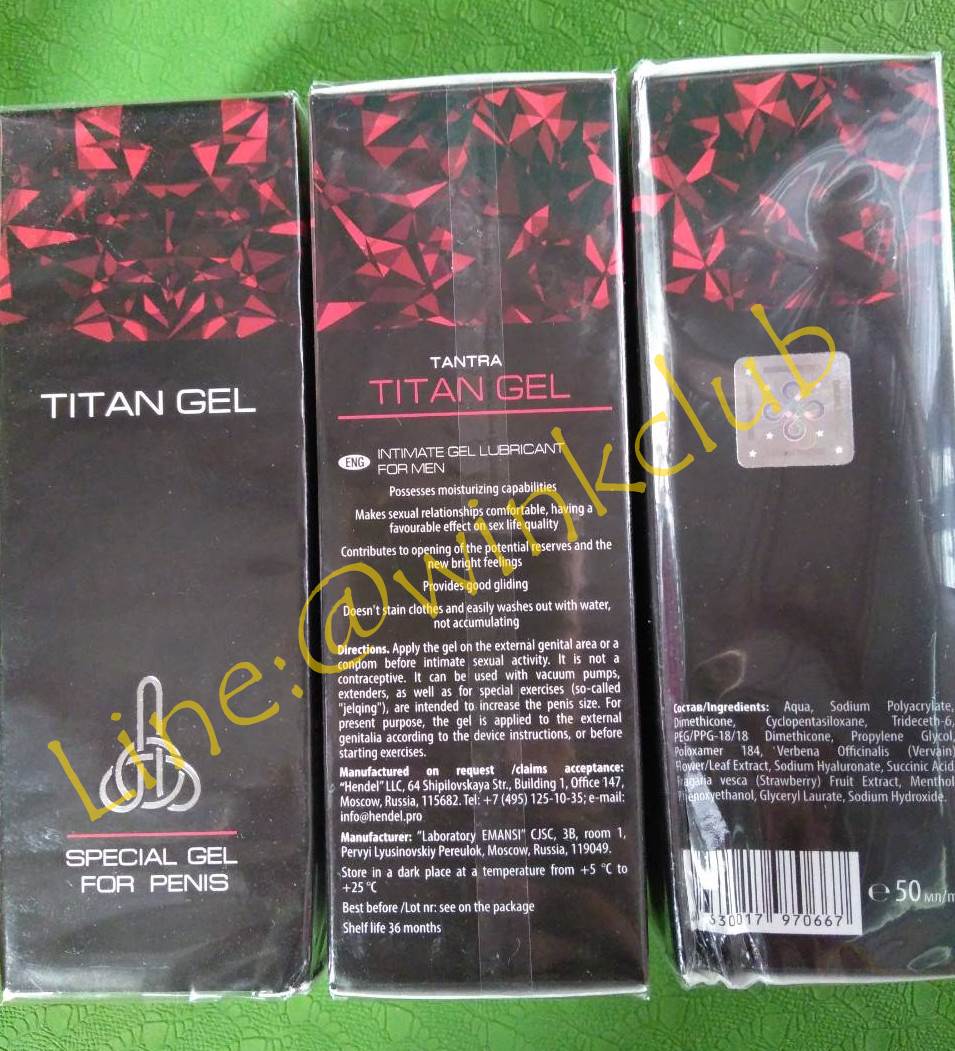 TITAN GEL
SPECIAL GEL
FOR PENIS
TANTRA
TITAN GEL
ENG INTIMATE GEL LUBRICANT
FOR MEN
Possesses moisturizing capabilities
Makes sexual relationships comfortable, having a
favourable effect on sex life quality
Contributes to opening of the potential reserves and the
new bright feelings
Provides good gliding
Doesn't stain clothes and easily washes out with water,
not accumulating
Directions. Apply the gel on the external genital area or a
condom before intimate sexual activity. It is not a
contraceptive. It can be used with vacuum pumps,
extenders, as well as for special exercises (so-called
"jelqing"), are intended to increase the penis size. For
present purpose, the gel is applied to the external
genitalia according to the device instructions, or before
starting exercises.
Manufactured on request /claims acceptance:
"Hendel" LLC, 64 Shipilovskaya Str., Building 1, Office 147,
Moscow, Russia, 115682. Tel: +7 (495) 125-10-35; e-mail:
info@hendel.pro
Manufacturer: "Laboratory EMANSI" CJSC, 3B, room 1,
Pervyi Lyusinovskiy Pereulok, Moscow, Russia, 119049.
Store in a dark place at a temperature from +5 °C to
+25 °C
Best before /Lot nr: see on the package
Shelf life 36 months
Состав/Ingredients: Aqua, Sodium Polyacrylate,
Dimethicone, Cyclopentasiloxane, Trideceth-6,
PEG/PPG-18/18 Dimethicone, Propylene Glycol,
Poloxamer 184, Verbena Officinalis (Vervain)
Flower/Leaf Extract, Sodium Hyaluronate, Succinic Acid,
Fragaria vesca (Strawberry) Fruit Extract, Menthol
Phenoxyethanol, Glyceryl Laurate, Sodium Hydroxide.
e 50 мл/m
630017 970667
Line:@winkclub